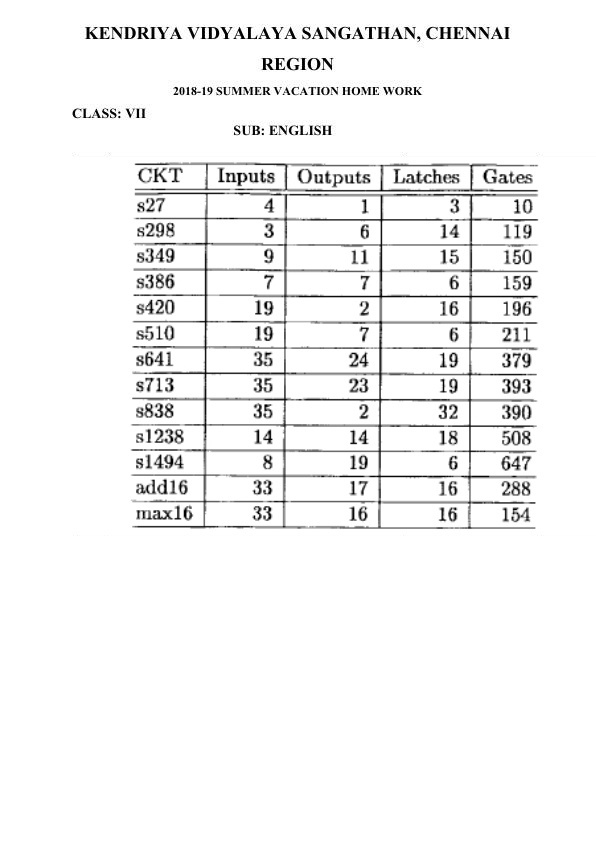 KENDRIYA VIDYALAYA SANGATHAN, CHENNAI
REGION
2018-19 SUMMER VACATION HOME WORK
CLASS: VII
SUB: ENGLISH
CKT Inputs Outputs Latches Gates
s27 4 1 3 10
s298 3 6 14 119
s349 9 11 15 150
s386 7 7 6 159
s420 19 2 16 196
s510 19 7 6 211
s641 35 24 19 379
s713 35 23 19 393
s838 35 2 32 390
s1238 14 14 18 508
s1494 8 19 6 647
add16 33 17 16 288
max16 33 16 16 154